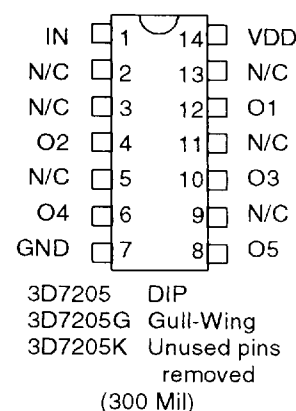 IN 1 14 VDD
N/C 2 13 N/C
N/C 3 12 O1
O2 4 11 N/C
N/C 5 10 O3
O4 6 9 N/C
GND 7 8 O5
3D7205 DIP
3D7205G Gull-Wing
3D7205K Unused pins
removed
(300 Mil)